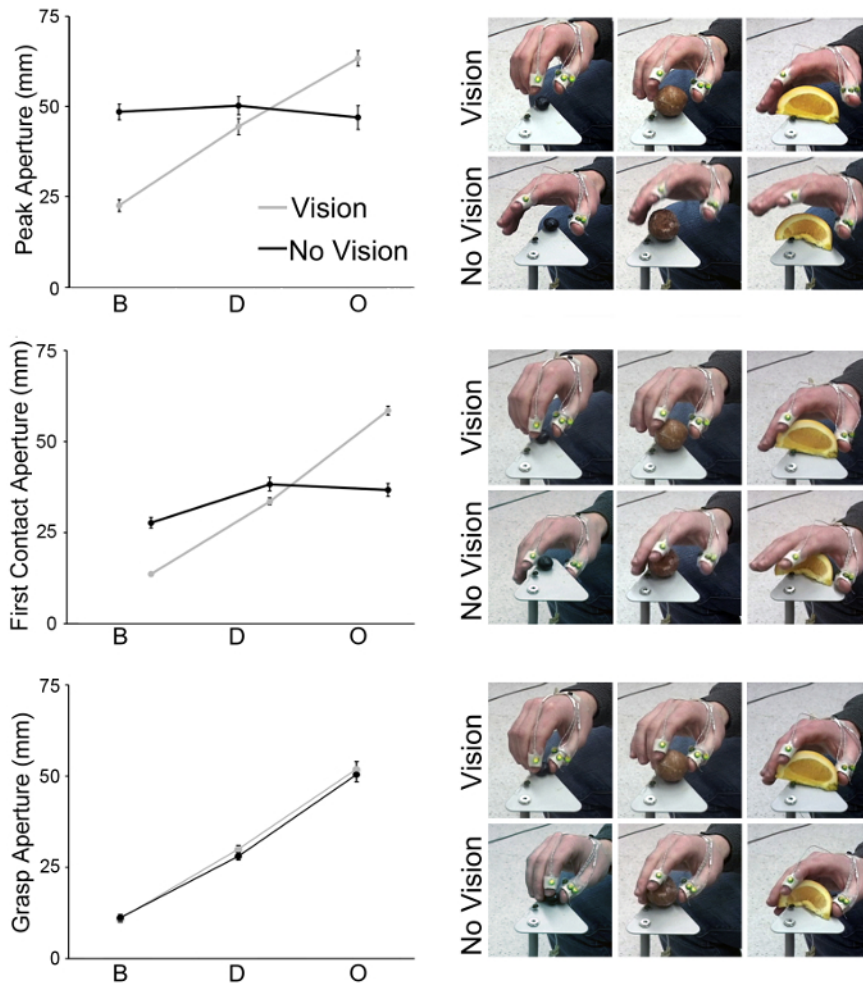 75
50
25
0
Peak Aperture (mm)
Vision
No Vision
B D O
Vision
No Vision
75
50
25
0
First Contact Aperture (mm)
B D O
Vision
No Vision
75
50
25
0
Grasp Aperture (mm)
B D O
Vision
No Vision